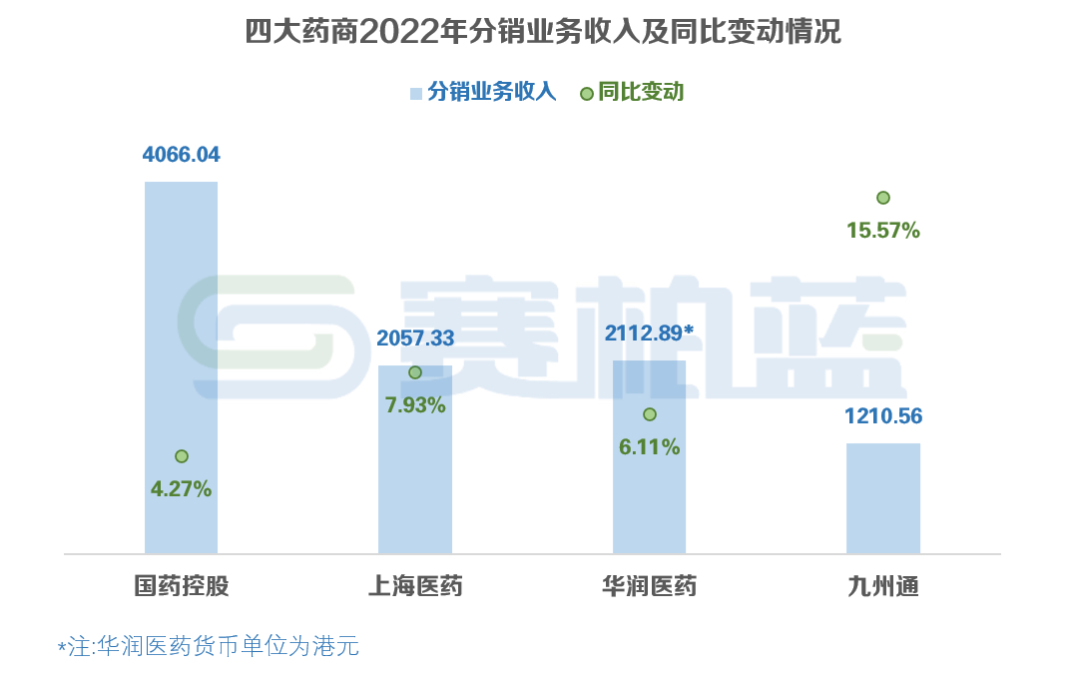 四大药商2022年分销业务收入及同比变动情况
分销业务收入 同比变动
4066.04
15.57%
赛柏蓝
2057.33
2112.89*
7.93%
1210.56
6.11%
4.27%
国药控股 上海医药 华润医药 九州通
*注:华润医药货币单位为港元